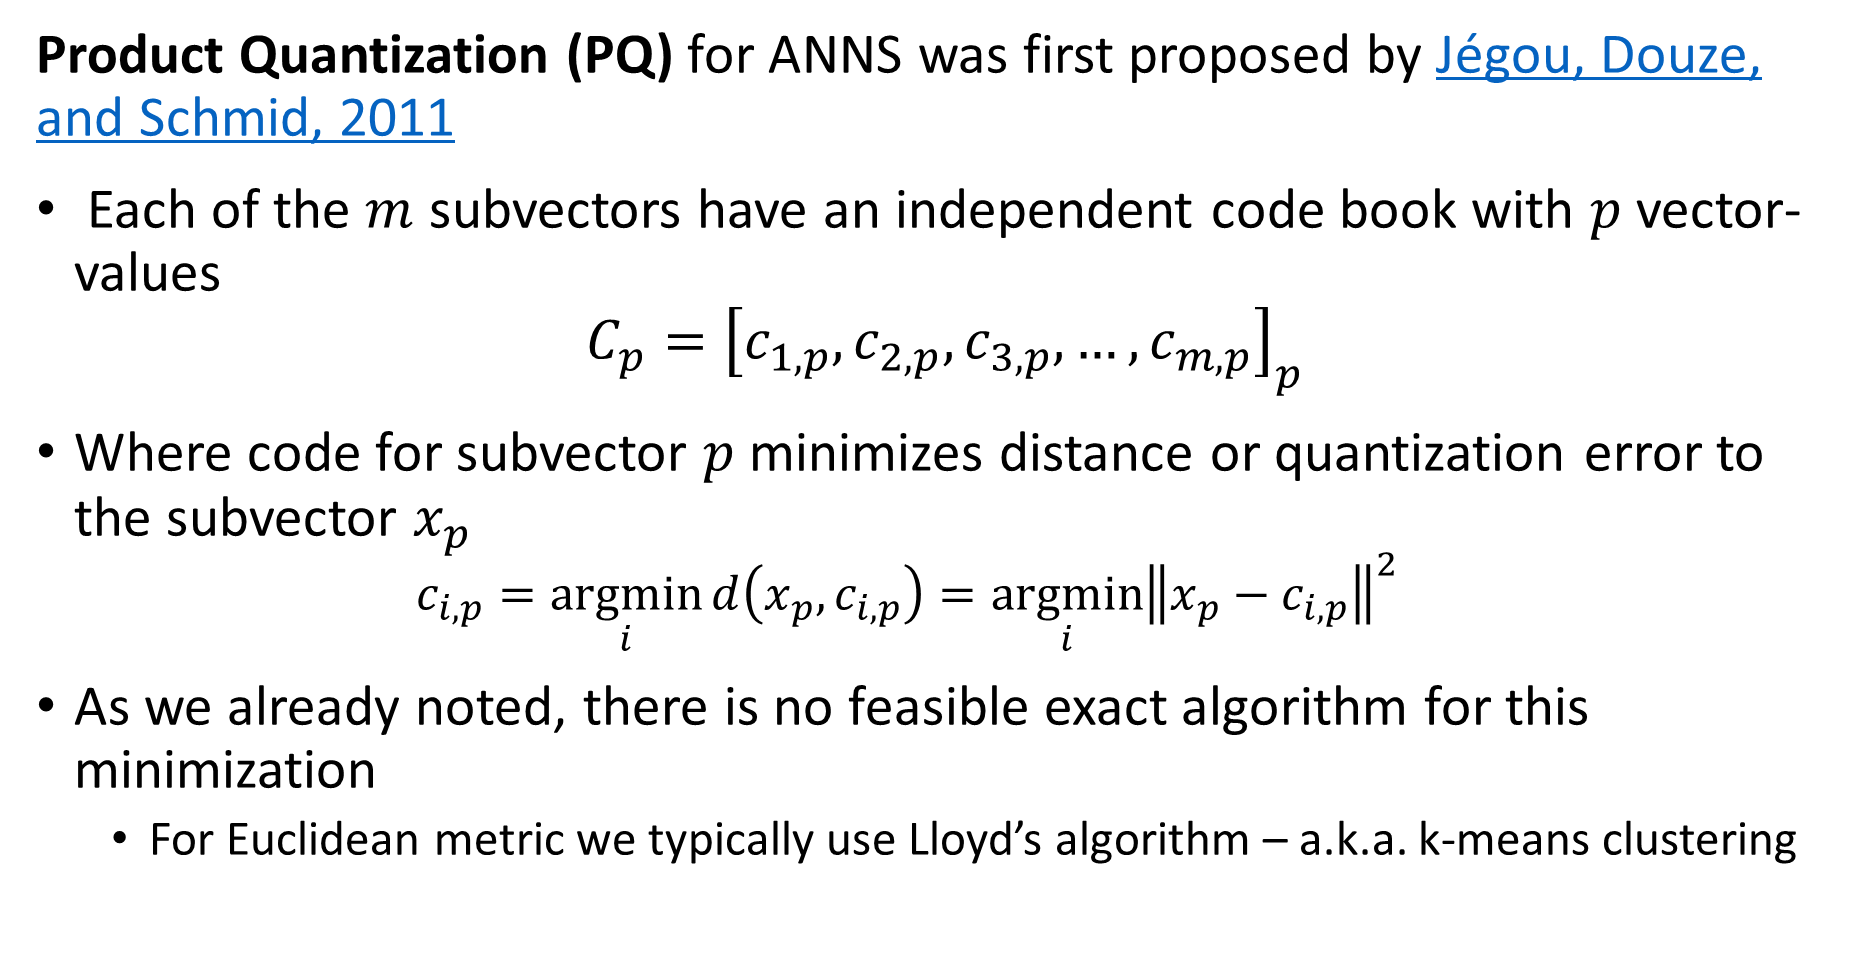 Product Quantization (PQ) for ANNS was first proposed by Jégou, Douze,
and Schmid, 2011
• Each of the m subvectors have an independent code book with p vector-
values
C_p = [c_{1,p}, c_{2,p}, c_{3,p}, … , c_{m,p}]_p
• Where code for subvector p minimizes distance or quantization error to
the subvector x_p
c_{i,p} = argmin_i d(x_p, c_{i,p}) = argmin_i ‖x_p − c_{i,p}‖^2
• As we already noted, there is no feasible exact algorithm for this
minimization
• For Euclidean metric we typically use Lloyd’s algorithm – a.k.a. k-means clustering